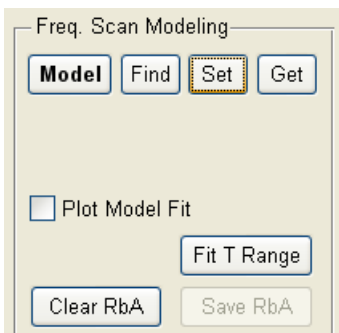 Freq. Scan Modeling
Model Find Set Get
Plot Model Fit
Fit T Range
Clear RbA Save RbA